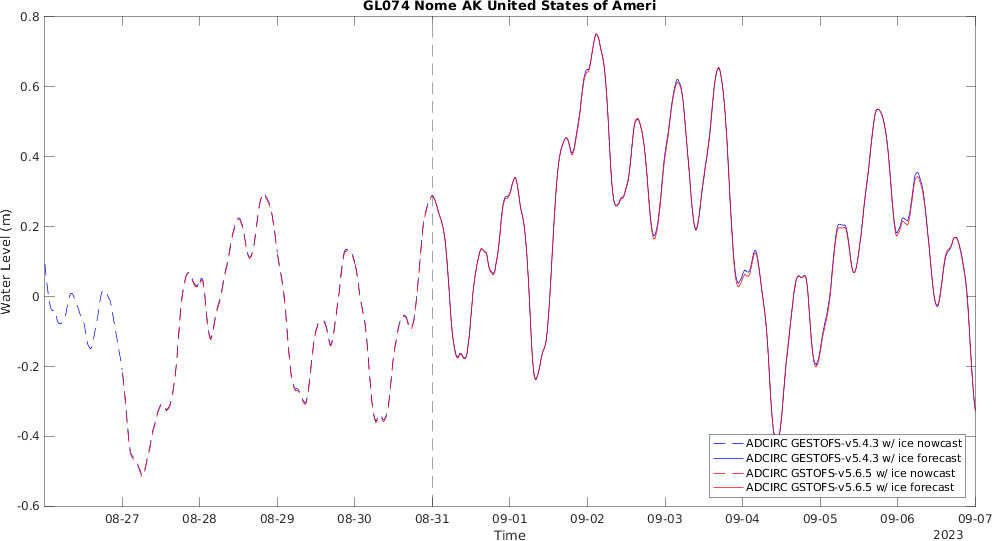 GL074 Nome AK United States of Ameri
Water Level (m)
0.8
0.6
0.4
0.2
0
-0.2
-0.4
-0.6
08-27 08-28 08-29 08-30 08-31 09-01 09-02 09-03 09-04 09-05 09-06 09-07
Time
2023
ADCIRC GESTOFS-v5.4.3 w/ ice nowcast
ADCIRC GESTOFS-v5.4.3 w/ ice forecast
ADCIRC GSTOFS-v5.6.5 w/ ice nowcast
ADCIRC GSTOFS-v5.6.5 w/ ice forecast